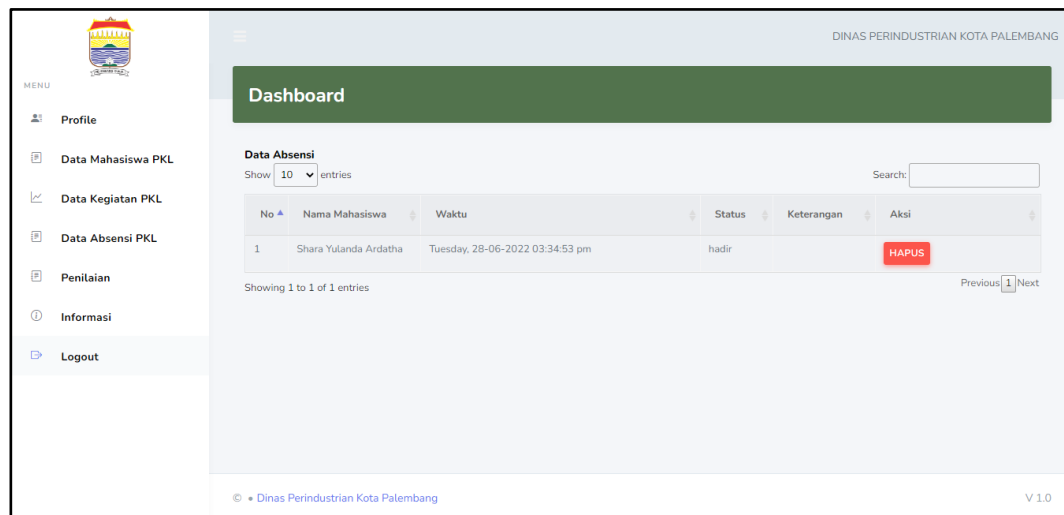 DINAS PERINDUSTRIAN KOTA PALEMBANG
MENU
Profile
Data Mahasiswa PKL
Data Kegiatan PKL
Data Absensi PKL
Penilaian
Informasi
Logout
Dashboard
Data Absensi
Show 10 entries
Search:
No Nama Mahasiswa Waktu Status Keterangan Aksi
1 Shara Yulanda Ardatha Tuesday, 28-06-2022 03:34:53 pm hadir HAPUS
Showing 1 to 1 of 1 entries
Previous 1 Next
© • Dinas Perindustrian Kota Palembang
V 1.0